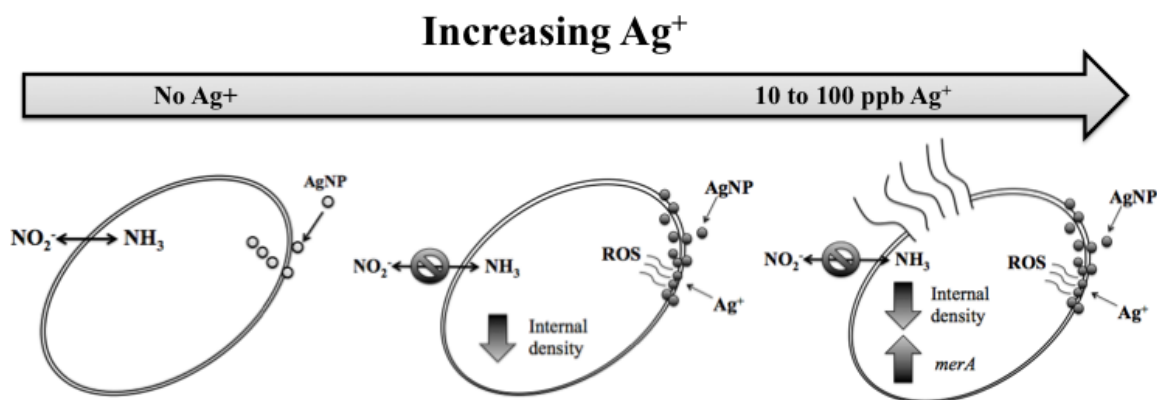 Increasing Ag⁺
No Ag+
10 to 100 ppb Ag⁺
AgNP
NO₂⁻
NH₃
AgNP
ROS
NO₂⁻
NH₃
Ag⁺
Internal
density
AgNP
NO₂⁻
NH₃
ROS
Internal
density
Ag⁺
merA